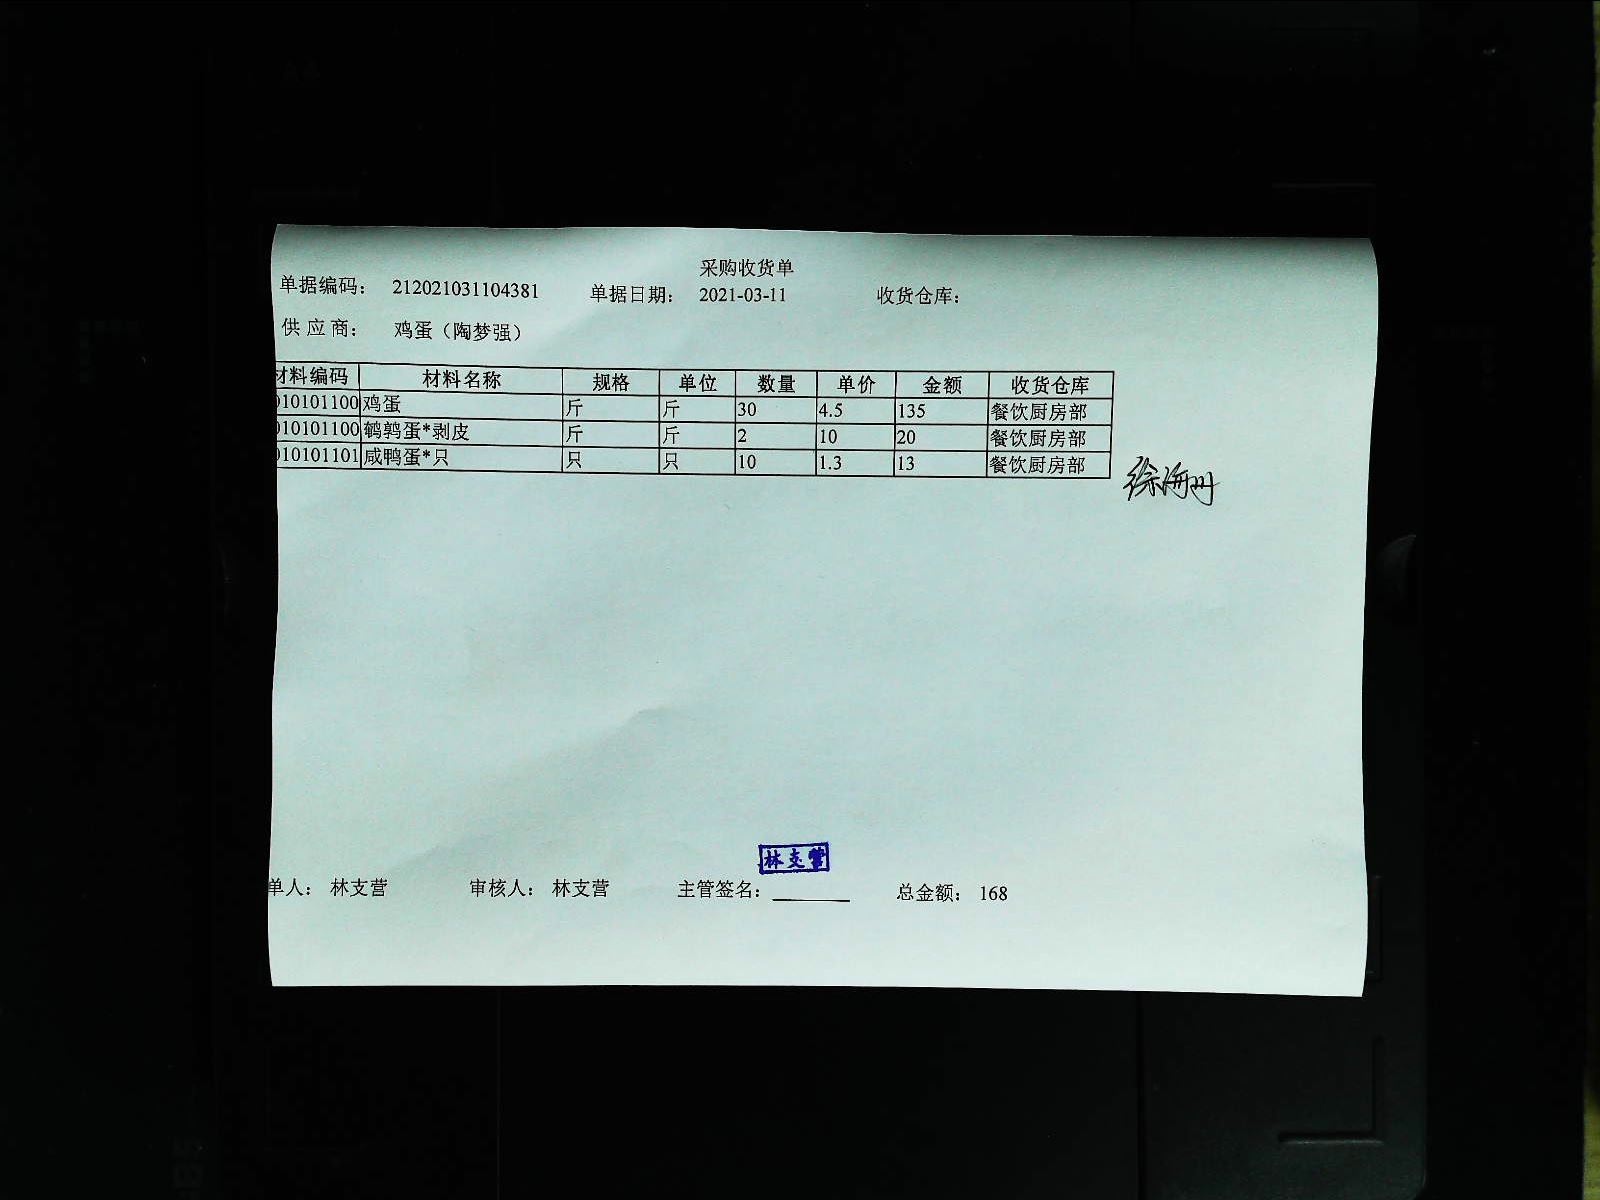 采购收货单
单据编码: 212021031104381 单据日期: 2021-03-11 收货仓库:
供应商: 鸡蛋（陶梦强）
材料编码 材料名称 规格 单位 数量 单价 金额 收货仓库
010101100 鸡蛋 斤 斤 30 4.5 135 餐饮厨房部
010101100 鹌鹑蛋*剥皮 斤 斤 2 10 20 餐饮厨房部
010101101 咸鸭蛋*只 只 只 10 1.3 13 餐饮厨房部
徐海州
林支营
单人: 林支营 审核人: 林支营 主管签名: 总金额: 168